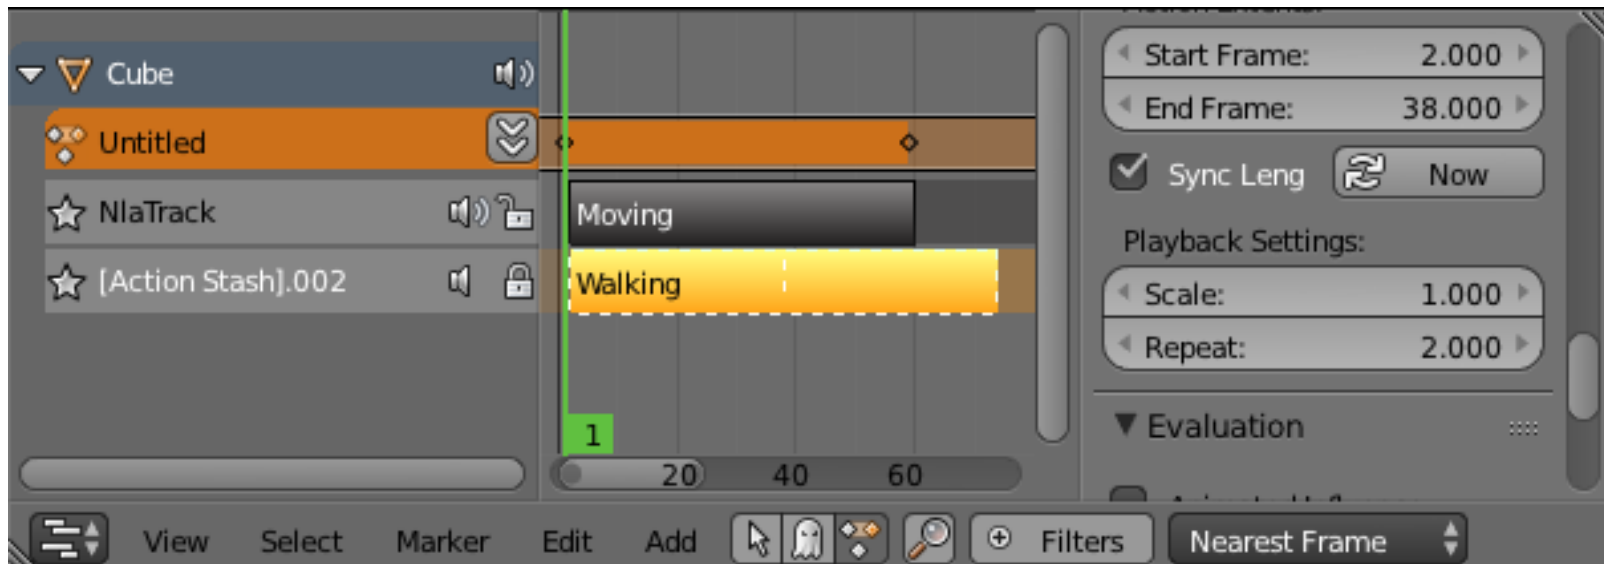 Start Frame: 2.000
Cube
End Frame: 38.000
Untitled
Sync Leng Now
NlaTrack
Moving
Playback Settings:
[Action Stash].002
Walking
Scale: 1.000
Repeat: 2.000
Evaluation
1
20 40 60
View Select Marker Edit Add Filters Nearest Frame